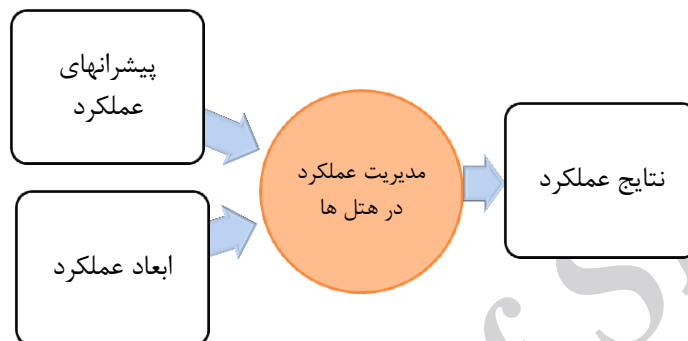 پیشرانهای
عملکرد
مدیریت عملکرد
در هتل ها
نتایج عملکرد
ابعاد عملکرد